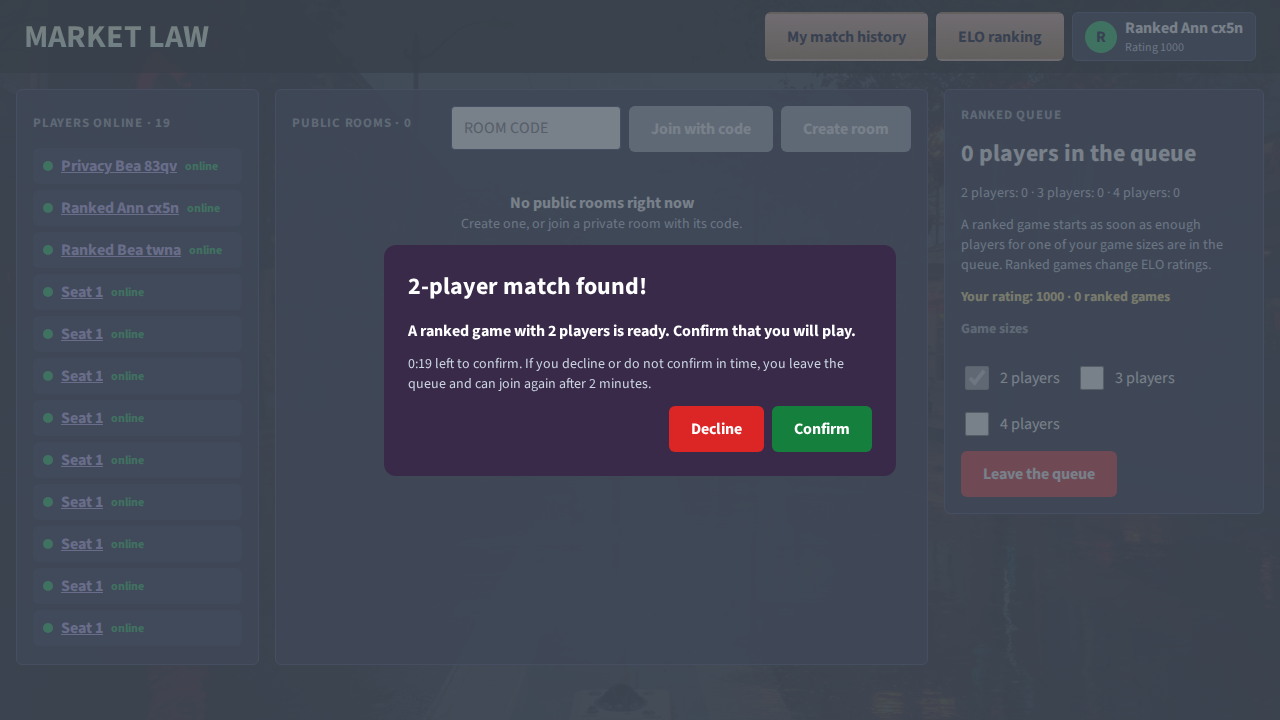 MARKET LAW
My match history
ELO ranking
R
Ranked Ann cx5n
Rating 1000
PLAYERS ONLINE · 19
Privacy Bea 83qv online
Ranked Ann cx5n online
Ranked Bea twna online
Seat 1 online
Seat 1 online
Seat 1 online
Seat 1 online
Seat 1 online
Seat 1 online
Seat 1 online
Seat 1 online
Seat 1 online
PUBLIC ROOMS · 0
ROOM CODE
Join with code
Create room
No public rooms right now
Create one, or join a private room with its code.
2-player match found!
A ranked game with 2 players is ready. Confirm that you will play.
0:19 left to confirm. If you decline or do not confirm in time, you leave the
queue and can join again after 2 minutes.
Decline
Confirm
RANKED QUEUE
0 players in the queue
2 players: 0 · 3 players: 0 · 4 players: 0
A ranked game starts as soon as enough
players for one of your game sizes are in the
queue. Ranked games change ELO ratings.
Your rating: 1000 · 0 ranked games
Game sizes
2 players
3 players
4 players
Leave the queue